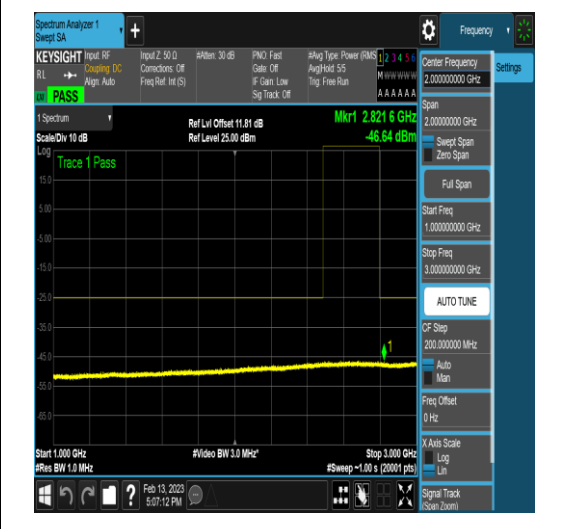 Spectrum Analyzer 1
Swept SA
+
Frequency
KEYSIGHT
RL
PASS
Input: RF
Coupling: DC
Align: Auto
Input Z: 50 Ω
Corrections: Off
Freq Ref: Int (S)
#Atten: 30 dB
PNO: Fast
Gate: Off
IF Gain: Low
Sig Track: Off
#Avg Type: Power (RMS
Avg|Hold: 5/5
Trig: Free Run
1 2 3 4 5 6
M W W W W W
A A A A A A
Settings
Center Frequency
2.000000000 GHz
Span
2.00000000 GHz
Swept Span
Zero Span
Full Span
Start Freq
1.000000000 GHz
Stop Freq
3.000000000 GHz
AUTO TUNE
CF Step
200.000000 MHz
Auto
Man
Freq Offset
0 Hz
X Axis Scale
Log
Lin
Signal Track
(Span Zoom)
1 Spectrum
Scale/Div 10 dB
Ref Lvl Offset 11.81 dB
Ref Level 25.00 dBm
Mkr1 2.821 6 GHz
-46.64 dBm
Log
Trace 1 Pass
15.0
5.00
-5.00
-15.0
-25.0
-35.0
-45.0
-55.0
-65.0
1
Start 1.000 GHz
#Res BW 1.0 MHz
#Video BW 3.0 MHz*
Stop 3.000 GHz
#Sweep ~1.00 s (20001 pts)
?
Feb 13, 2023
5:07:12 PM